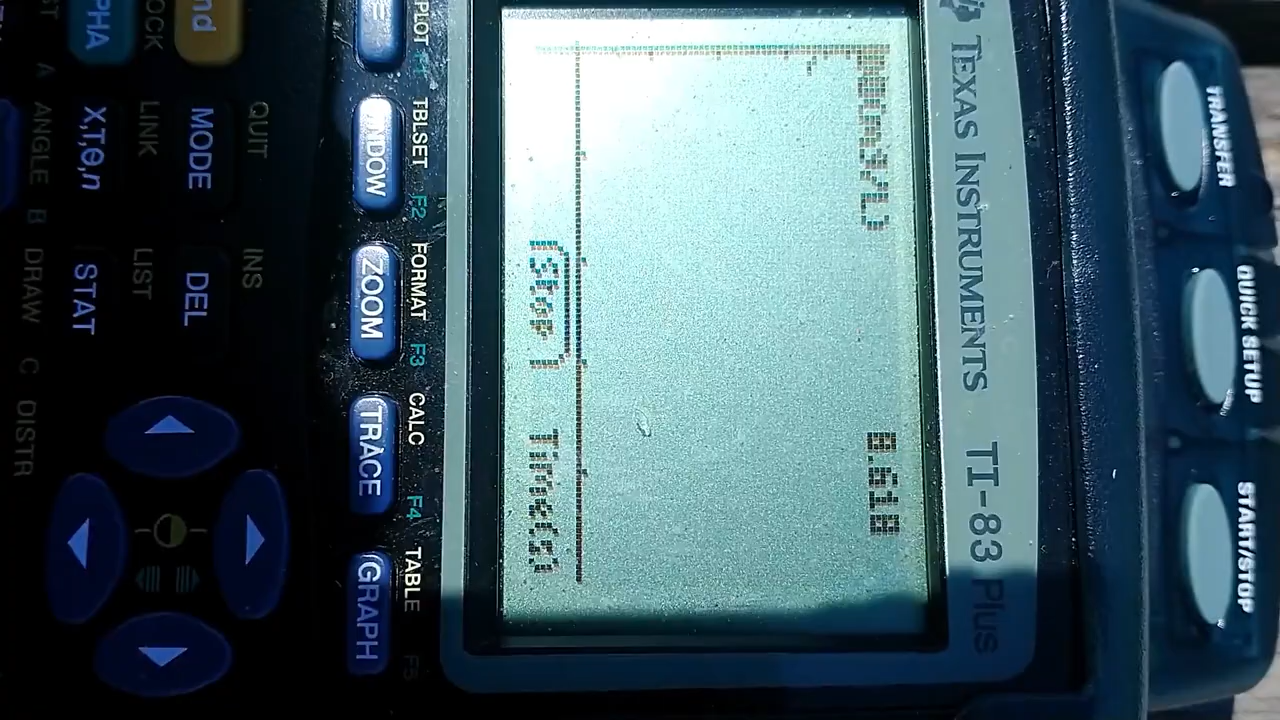 TEXAS INSTRUMENTS TI-83 Plus
TRANSFER
QUICK SETUP
START/STOP
0.618
Time(s)
PLOT F1
TBLSET F2
FORMAT F3
CALC F4
TABLE F5
ZOOM
TRACE
GRAPH
QUIT
INS
MODE
DEL
LINK
LIST
X,T,Θ,n
STAT
A
ANGLE B
DRAW C
DISTR